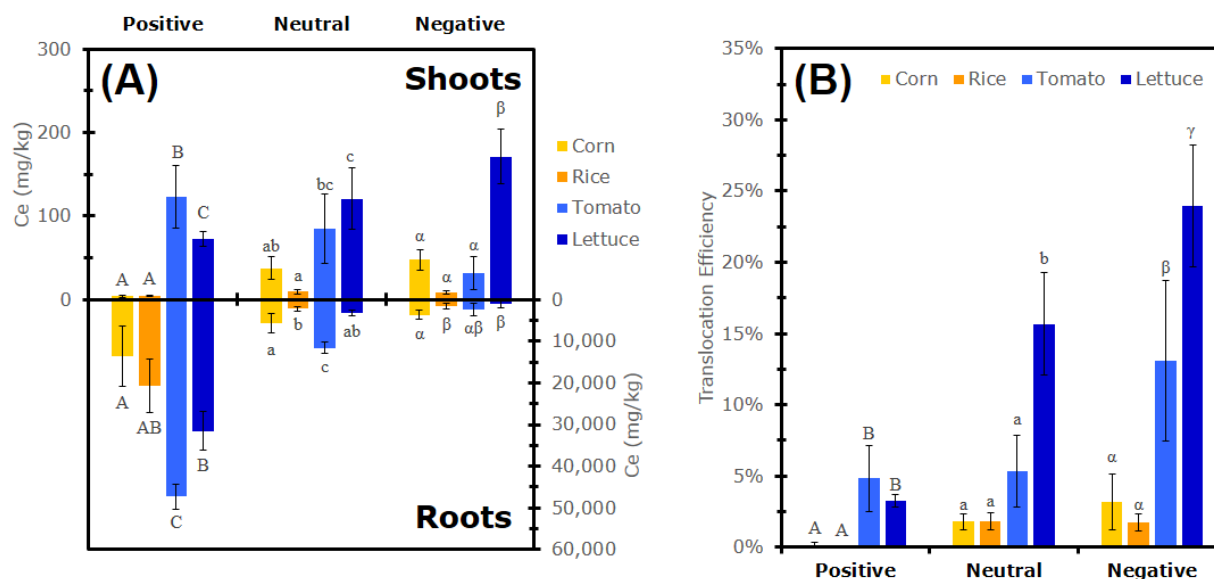 Positive Neutral Negative
300
(A) Shoots
200
100
0
Ce (mg/kg)
B
C
A A
ab
a
bc
c
α
α
α
β
Corn
Rice
Tomato
Lettuce
0
10,000
20,000
30,000
40,000
50,000
60,000
Ce (mg/kg)
A
AB
C
B
a
b
c
ab
α
β
αβ
β
Roots
35%
30%
25%
20%
15%
10%
5%
0%
Translocation Efficiency
(B)
Corn Rice Tomato Lettuce
A A
B
B
a a
a
b
α
α
β
γ
Positive Neutral Negative